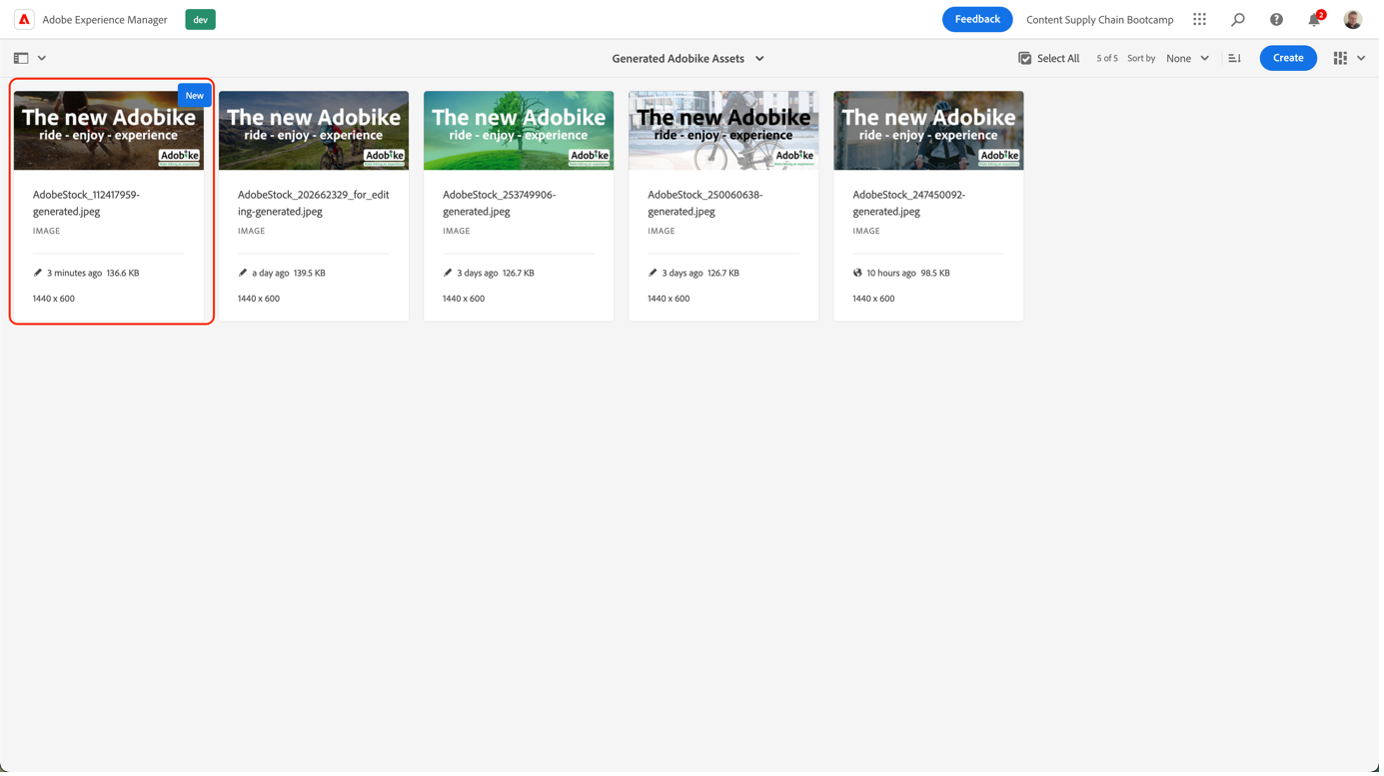 Adobe Experience Manager
dev
Feedback
Content Supply Chain Bootcamp
2
Generated Adobike Assets
Select All
5 of 5
Sort by
None
Create
New
The new Adobike
ride - enjoy - experience
Adobike
AdobeStock_112417959-
generated.jpeg
IMAGE
3 minutes ago 136.6 KB
1440 x 600
The new Adobike
ride - enjoy - experience
Adobike
AdobeStock_202662329_for_edit
ing-generated.jpeg
IMAGE
a day ago 139.5 KB
1440 x 600
The new Adobike
ride - enjoy - experience
Adobike
AdobeStock_253749906-
generated.jpeg
IMAGE
3 days ago 126.7 KB
1440 x 600
The new Adobike
ride - enjoy - experience
Adobike
AdobeStock_250060638-
generated.jpeg
IMAGE
3 days ago 126.7 KB
1440 x 600
The new Adobike
ride - enjoy - experience
Adobike
AdobeStock_247450092-
generated.jpeg
IMAGE
10 hours ago 98.5 KB
1440 x 600